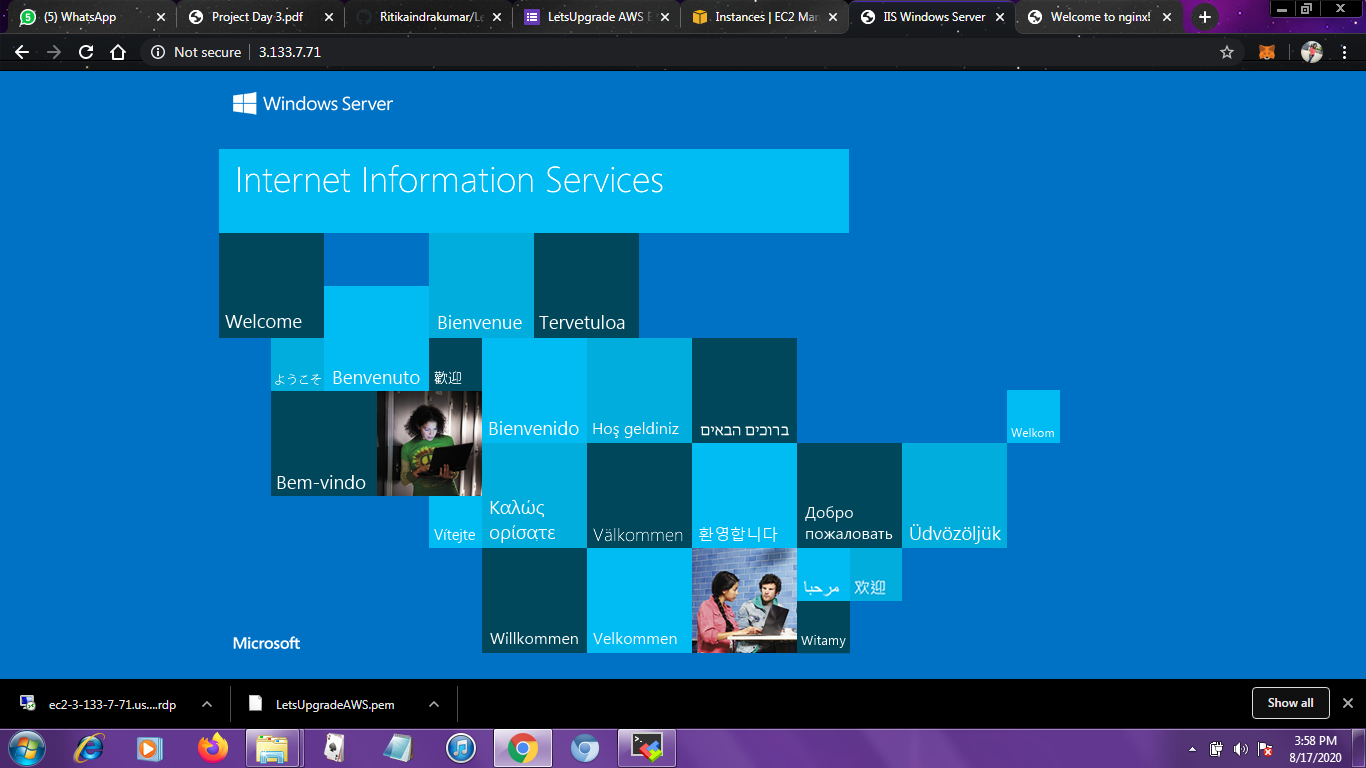 (5) WhatsApp
Project Day 3.pdf
Ritikaindrakumar/Le
LetsUpgrade AWS E
Instances | EC2 Man
IIS Windows Server
Welcome to nginx!
Not secure
3.133.7.71
Windows Server
Internet Information Services
Welcome
Bienvenue
Tervetuloa
ようこそ
Benvenuto
歡迎
Bienvenido
Hoş geldiniz
ברוכים הבאים
Welkom
Bem-vindo
Vítejte
Καλώς
ορίσατε
Välkommen
환영합니다
Добро
пожаловать
Üdvözöljük
Willkommen
Velkommen
مرحبا
欢迎
Witamy
Microsoft
ec2-3-133-7-71.us....rdp
LetsUpgradeAWS.pem
Show all
3:58 PM
8/17/2020